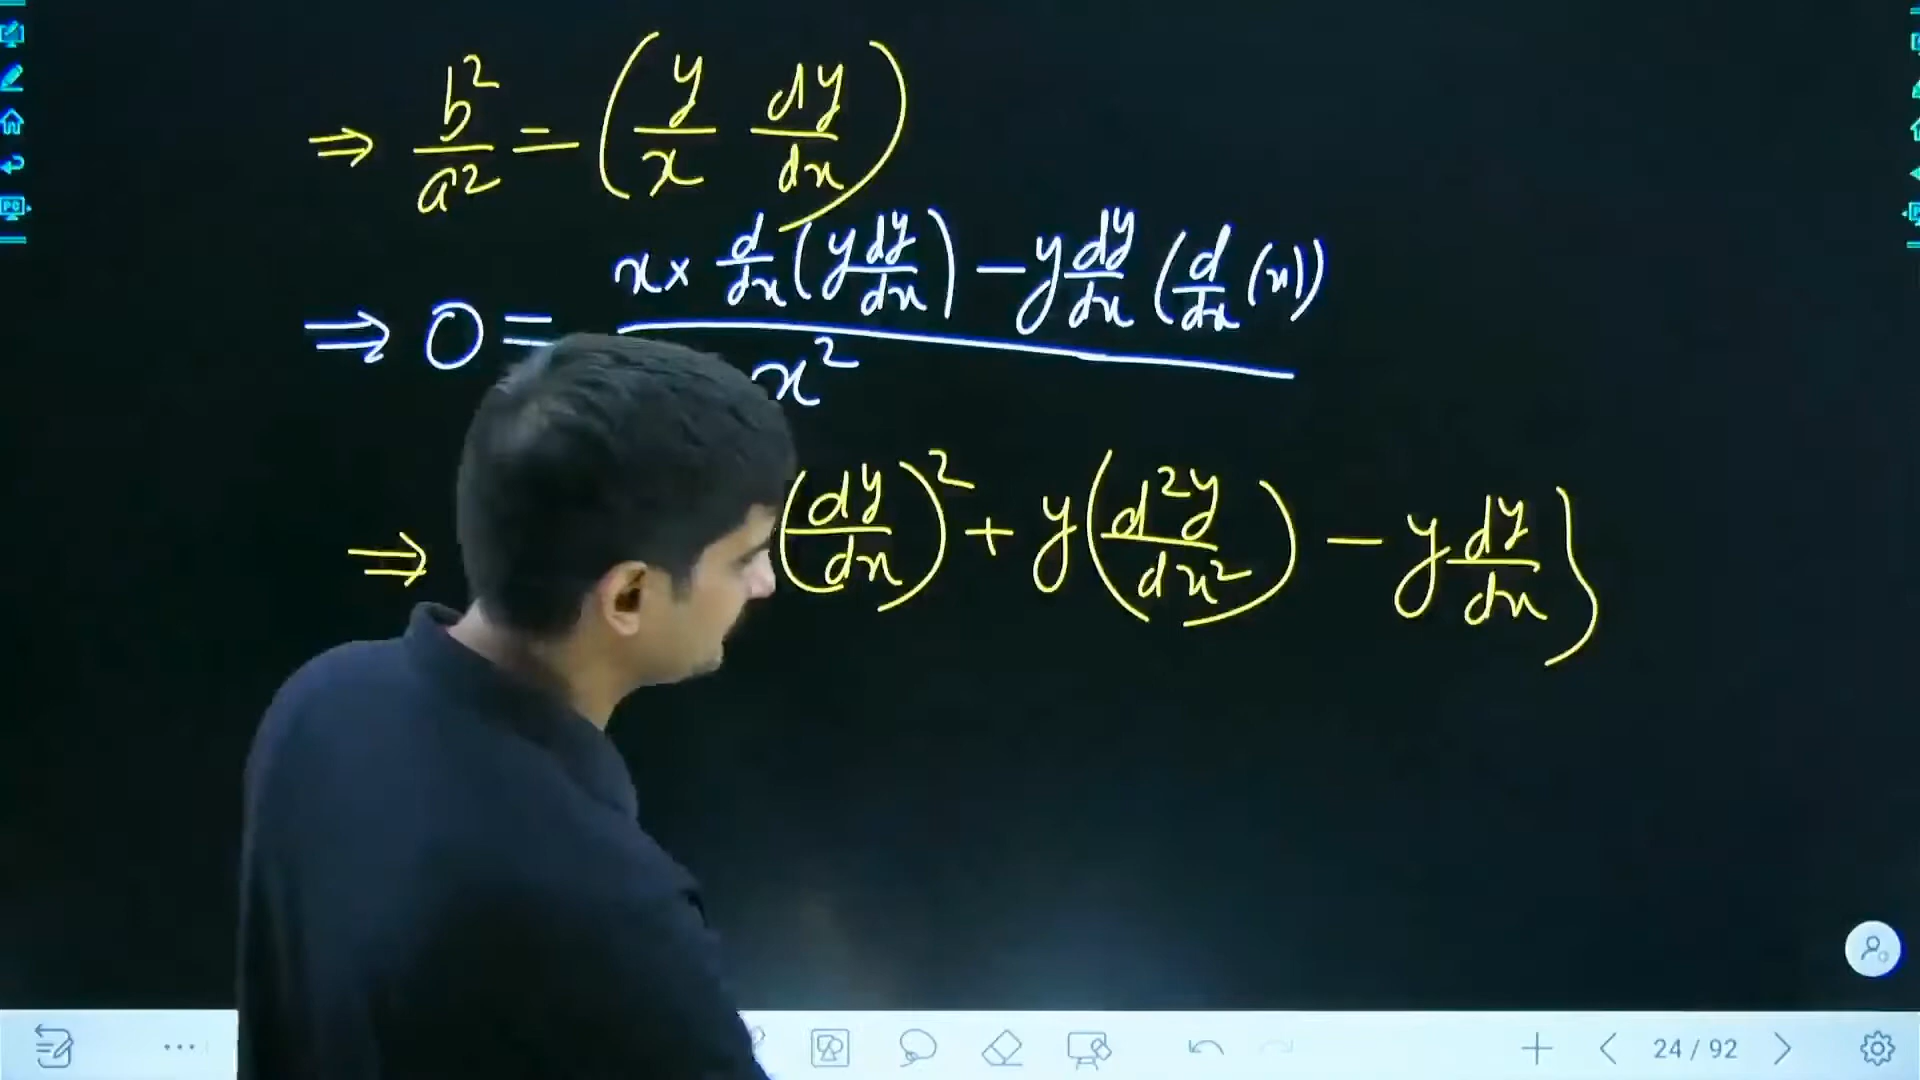 ⇒ b²/a² = (y/x dy/dx)
⇒ 0 = (x × d/dx (y dy/dx) − y dy/dx (d/dx (x))) / x²
⇒ (dy/dx)² + y(d²y/dx²) − y dy/dx}
24 / 92